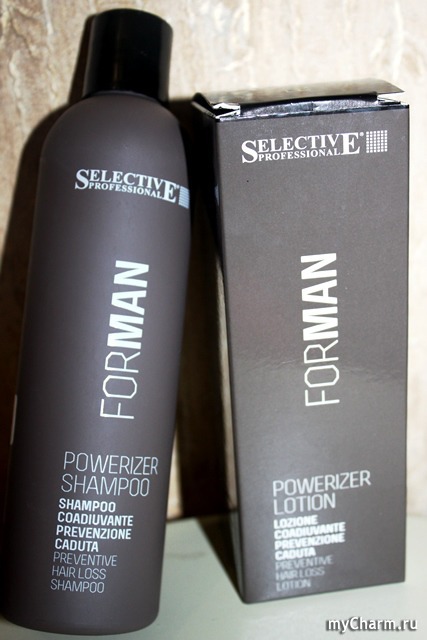 SELECTIVE
PROFESSIONAL
FORMAN
POWERIZER
SHAMPOO
SHAMPOO
COADIUVANTE
PREVENZIONE
CADUTA
PREVENTIVE
HAIR LOSS
SHAMPOO
SELECTIVE
PROFESSIONAL
FORMAN
POWERIZER
LOTION
LOZIONE
COADIUVANTE
PREVENZIONE
CADUTA
PREVENTIVE
HAIR LOSS
LOTION
myCharm.ru